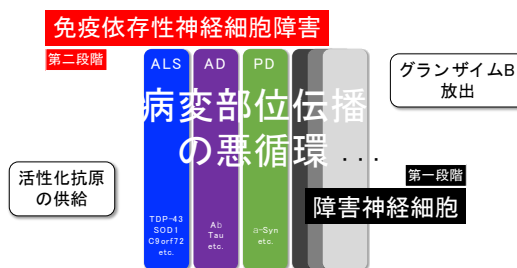 免疫依存性神経細胞障害
第二段階
ALS
AD
PD
グランザイムB
放出
病変部位伝播
の悪循環...
活性化抗原
の供給
第一段階
障害神経細胞
TDP-43
SOD1
C9orf72
etc.
Ab
Tau
etc.
a-Syn
etc.